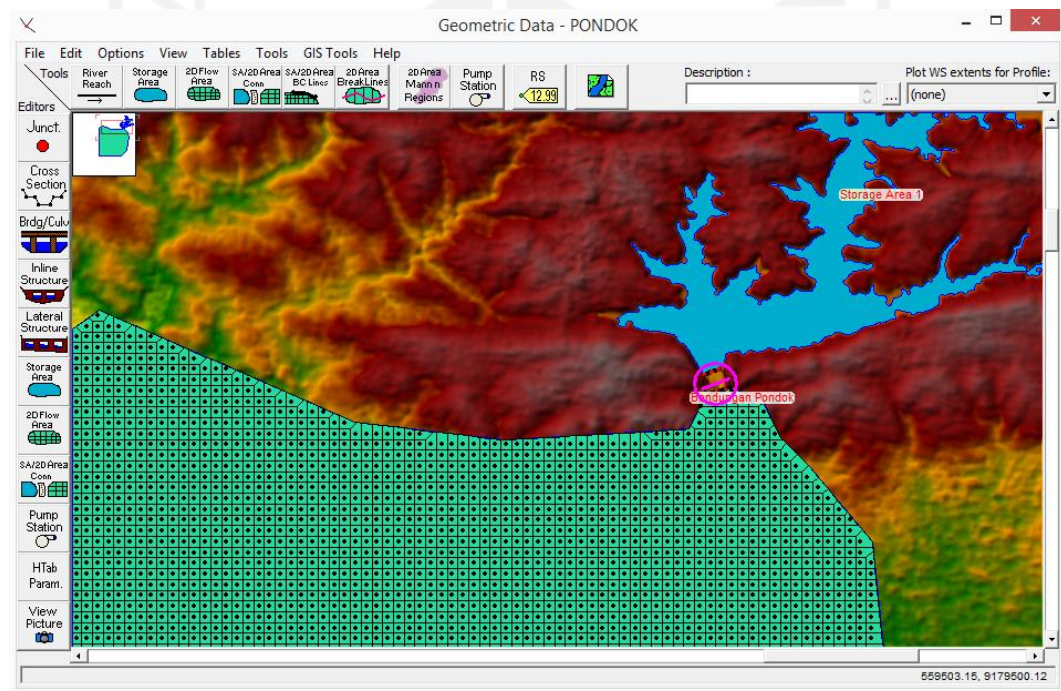 Geometric Data - PONDOK
File Edit Options View Tables Tools GIS Tools Help
Tools
Editors
River
Reach
Storage
Area
2D Flow
Area
SA/2D Area
Conn
SA/2D Area
BC Lines
2D Area
BreakLines
2D Area
Mann n
Regions
Pump
Station
RS
12.99
Description :
...
Plot WS extents for Profile:
(none)
Junct.
Cross
Section
Brdg/Culv
Inline
Structure
Lateral
Structure
Storage
Area
2D Flow
Area
SA/2D Area
Conn
Pump
Station
HTab
Param.
View
Picture
Storage Area 1
Bendungan Pondok
559503.15, 9179500.12